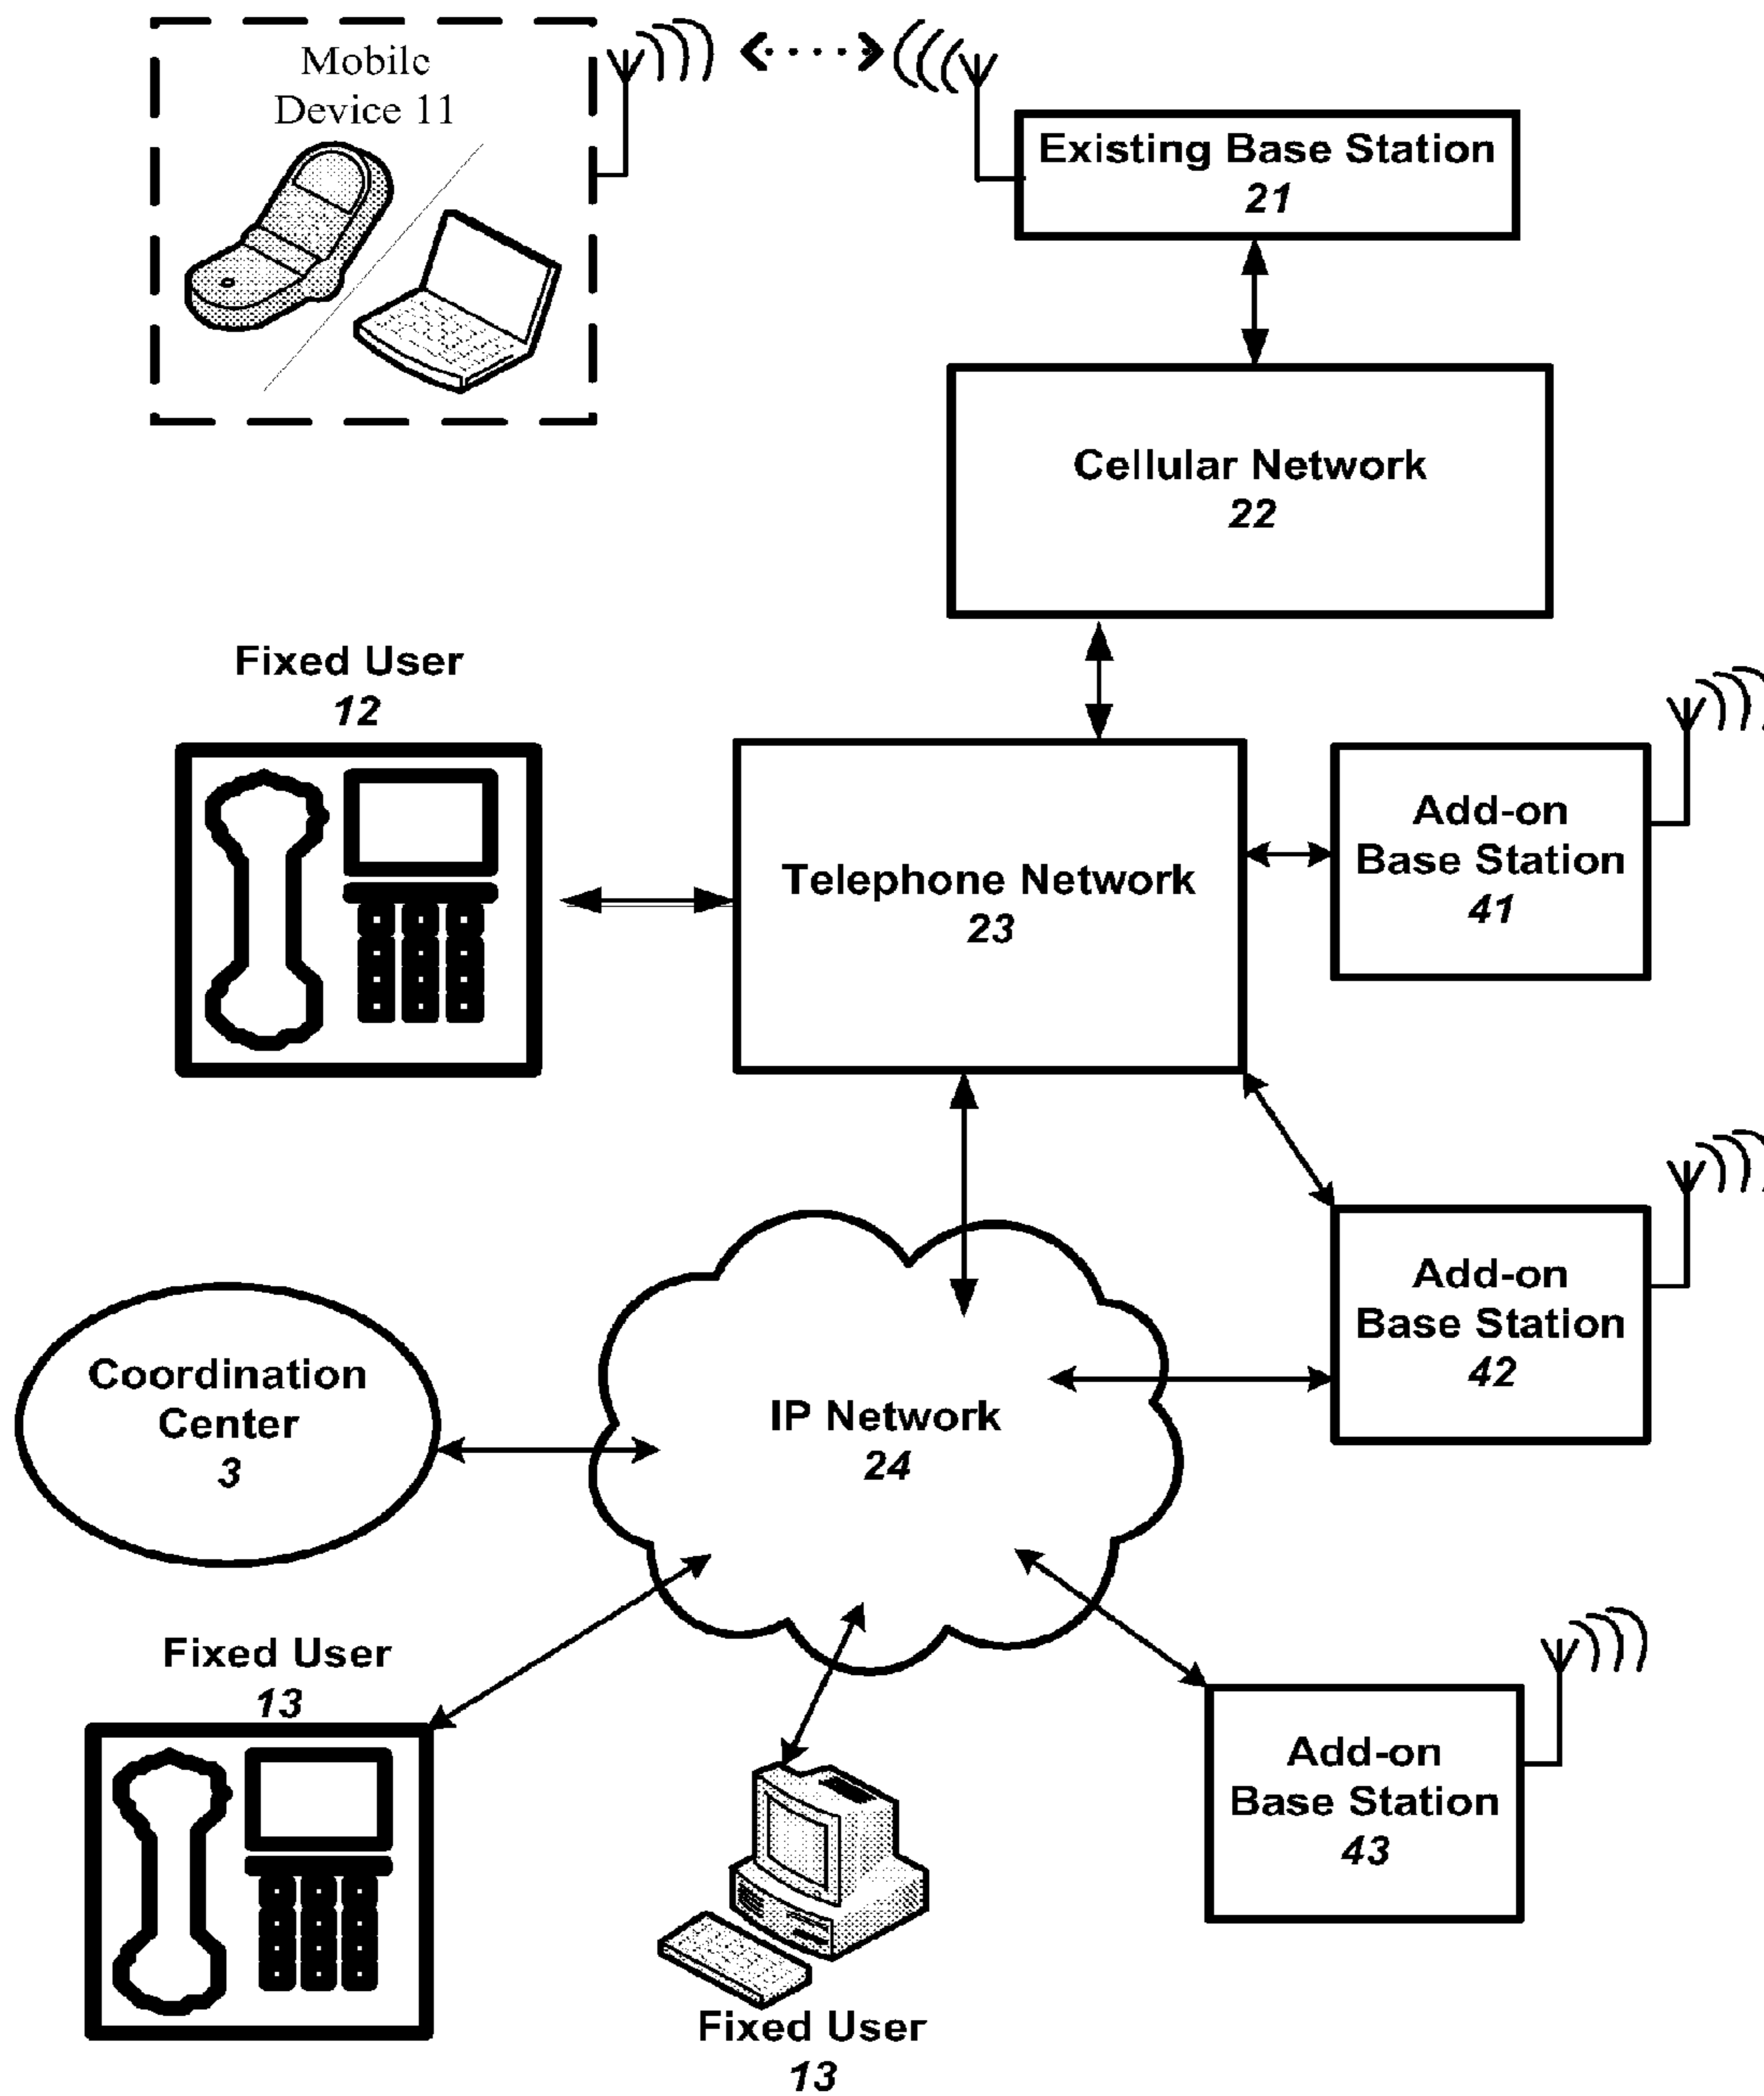 Mobile
Device 11
Existing Base Station
21
Cellular Network
22
Fixed User
12
Telephone Network
23
Add-on
Base Station
41
Add-on
Base Station
42
Coordination
Center
3
IP Network
24
Fixed User
13
Add-on
Base Station
43
Fixed User
13